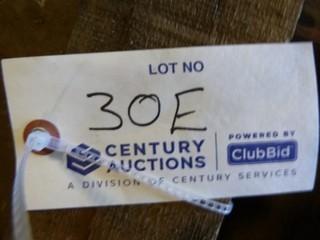 LOT NO
30E
CENTURY
AUCTIONS
POWERED BY
ClubBid
A DIVISION OF CENTURY SERVICES